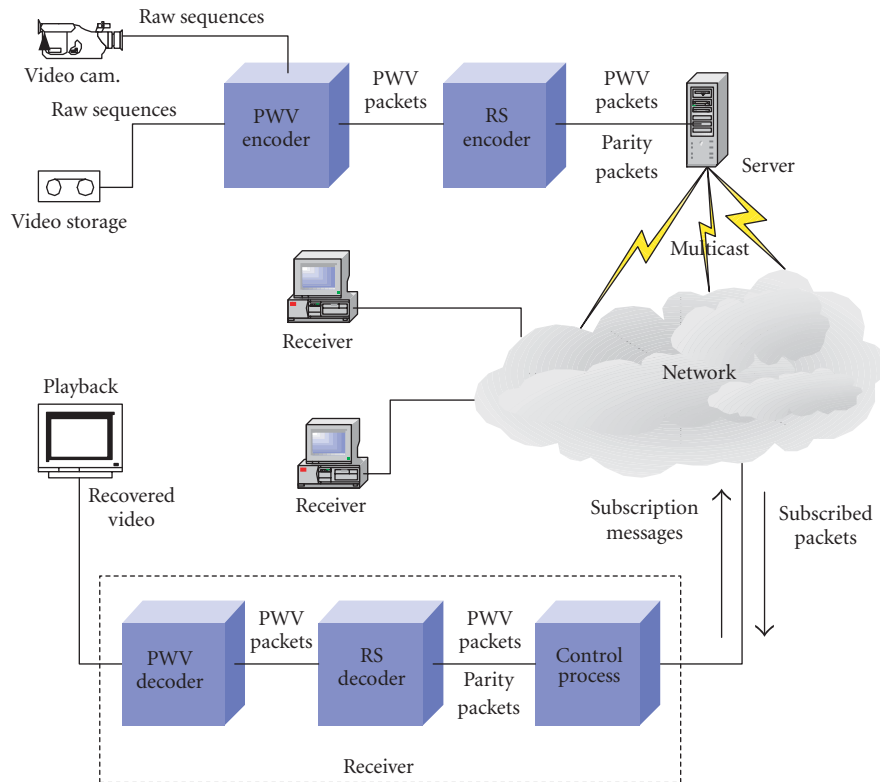 Raw sequences
Video cam.
Raw sequences
Video storage
PWV
encoder
PWV
packets
RS
encoder
PWV
packets
Parity
packets
Server
Multicast
Network
Receiver
Receiver
Playback
Recovered
video
Subscription
messages
Subscribed
packets
PWV
decoder
PWV
packets
RS
decoder
PWV
packets
Parity
packets
Control
process
Receiver